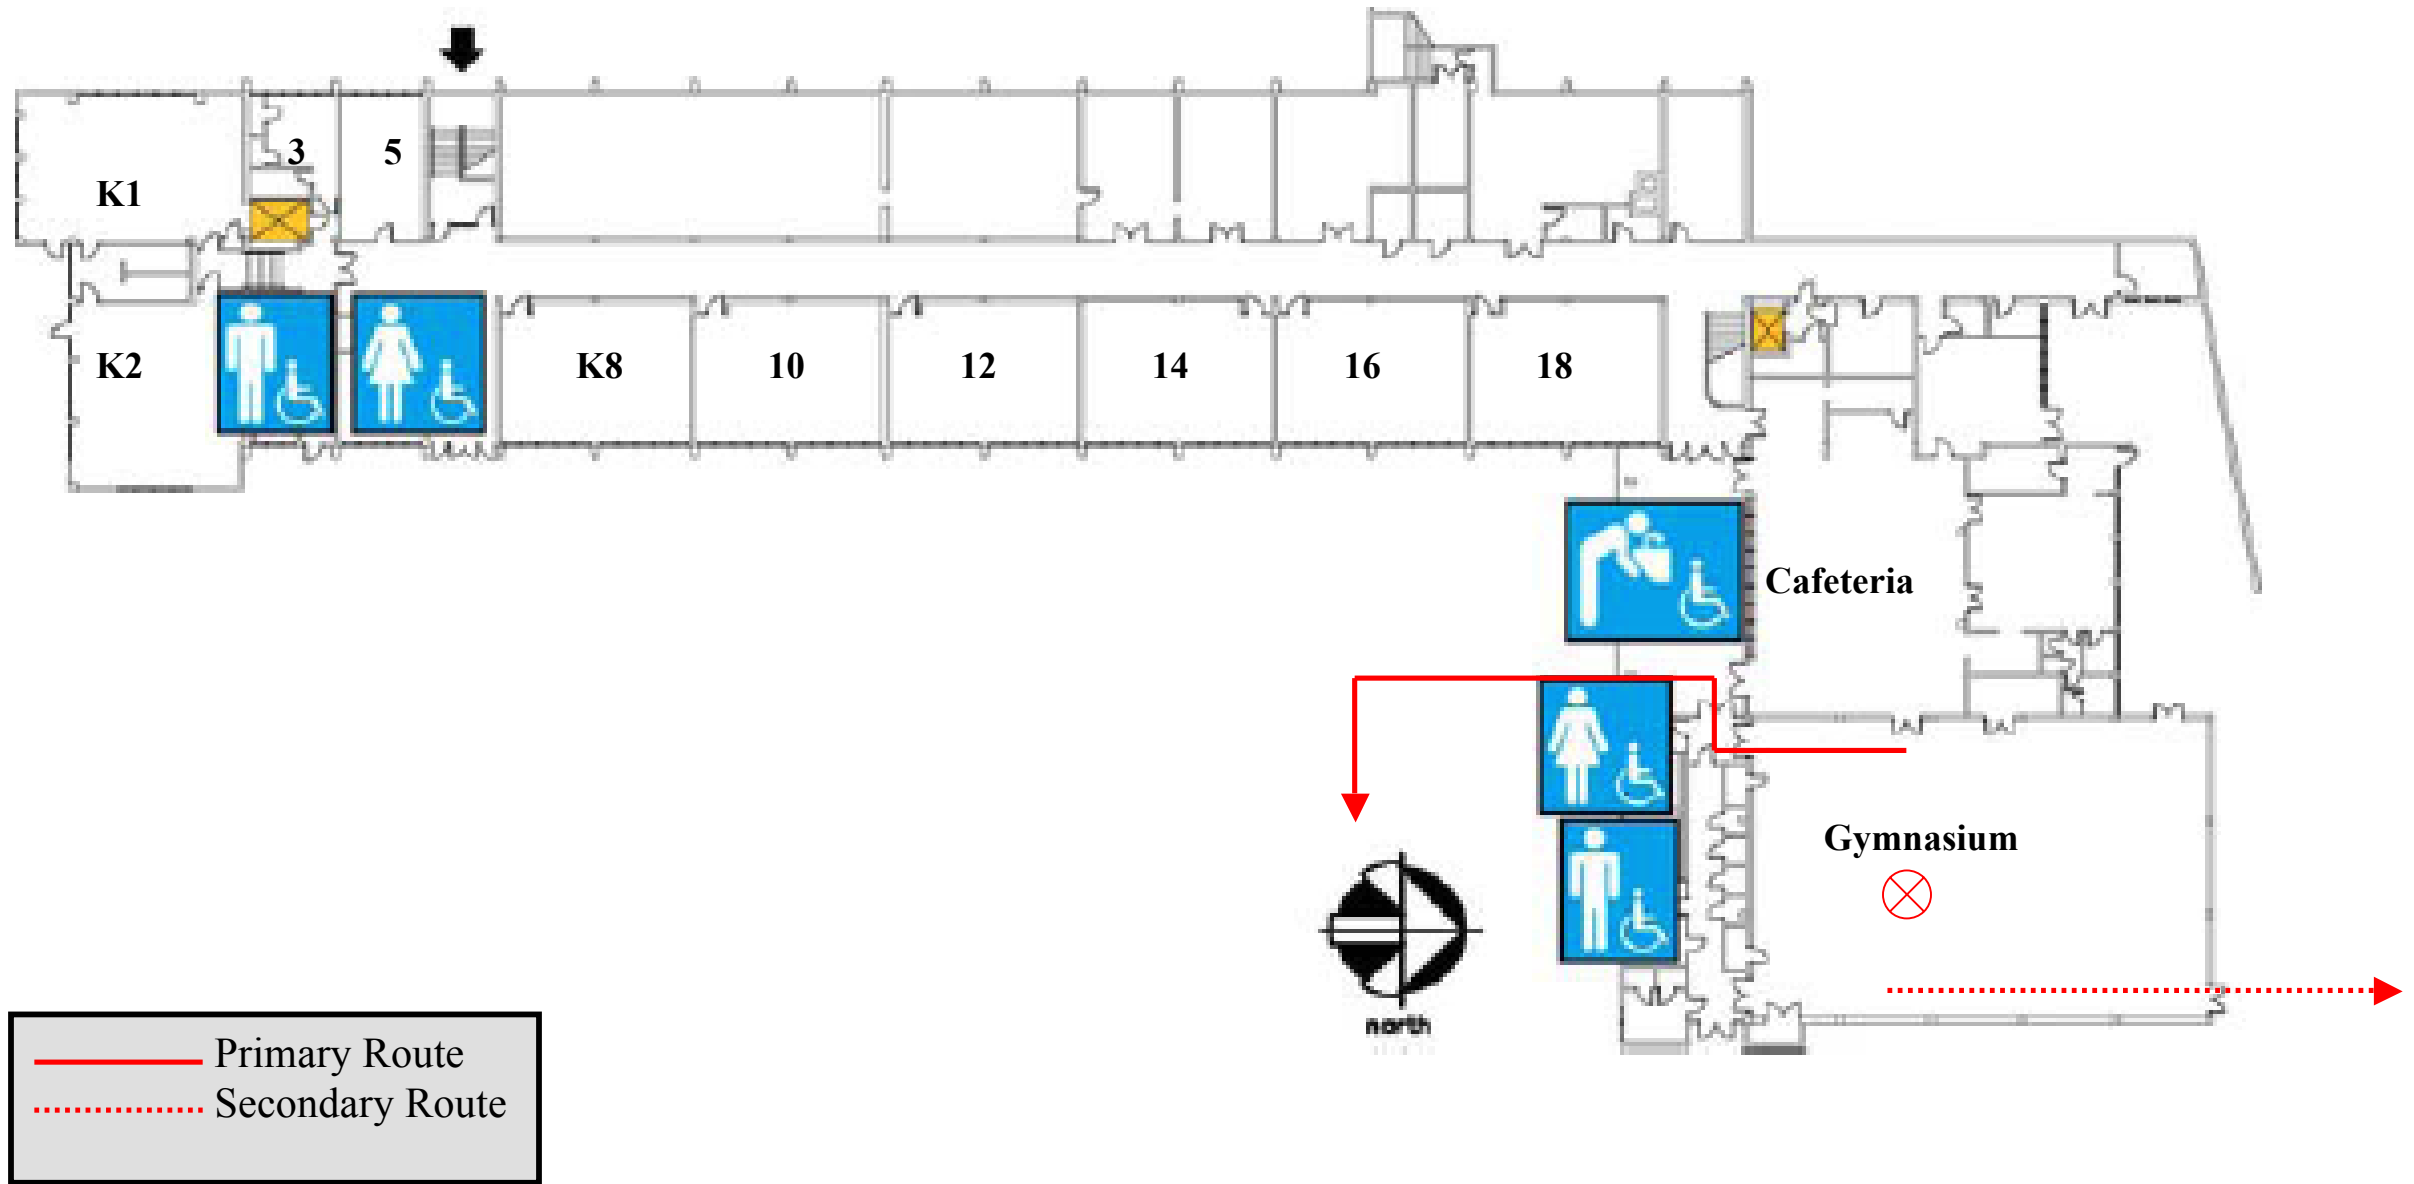 3
5
K1
K2
K8
10
12
14
16
18
Cafeteria
Gymnasium
north
Primary Route
Secondary Route